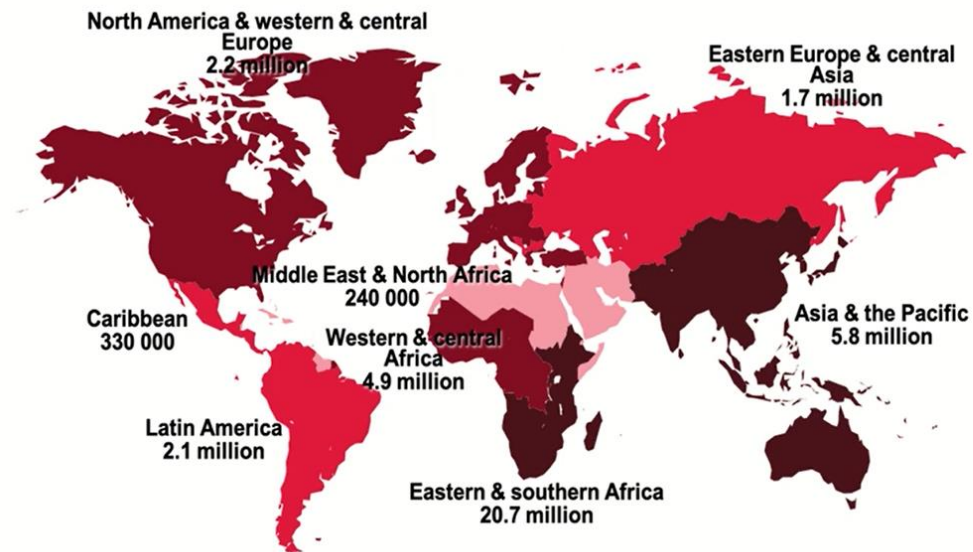 North America & western & central
Europe
2.2 million
Eastern Europe & central
Asia
1.7 million
Middle East & North Africa
240 000
Caribbean
330 000
Western & central
Africa
4.9 million
Asia & the Pacific
5.8 million
Latin America
2.1 million
Eastern & southern Africa
20.7 million